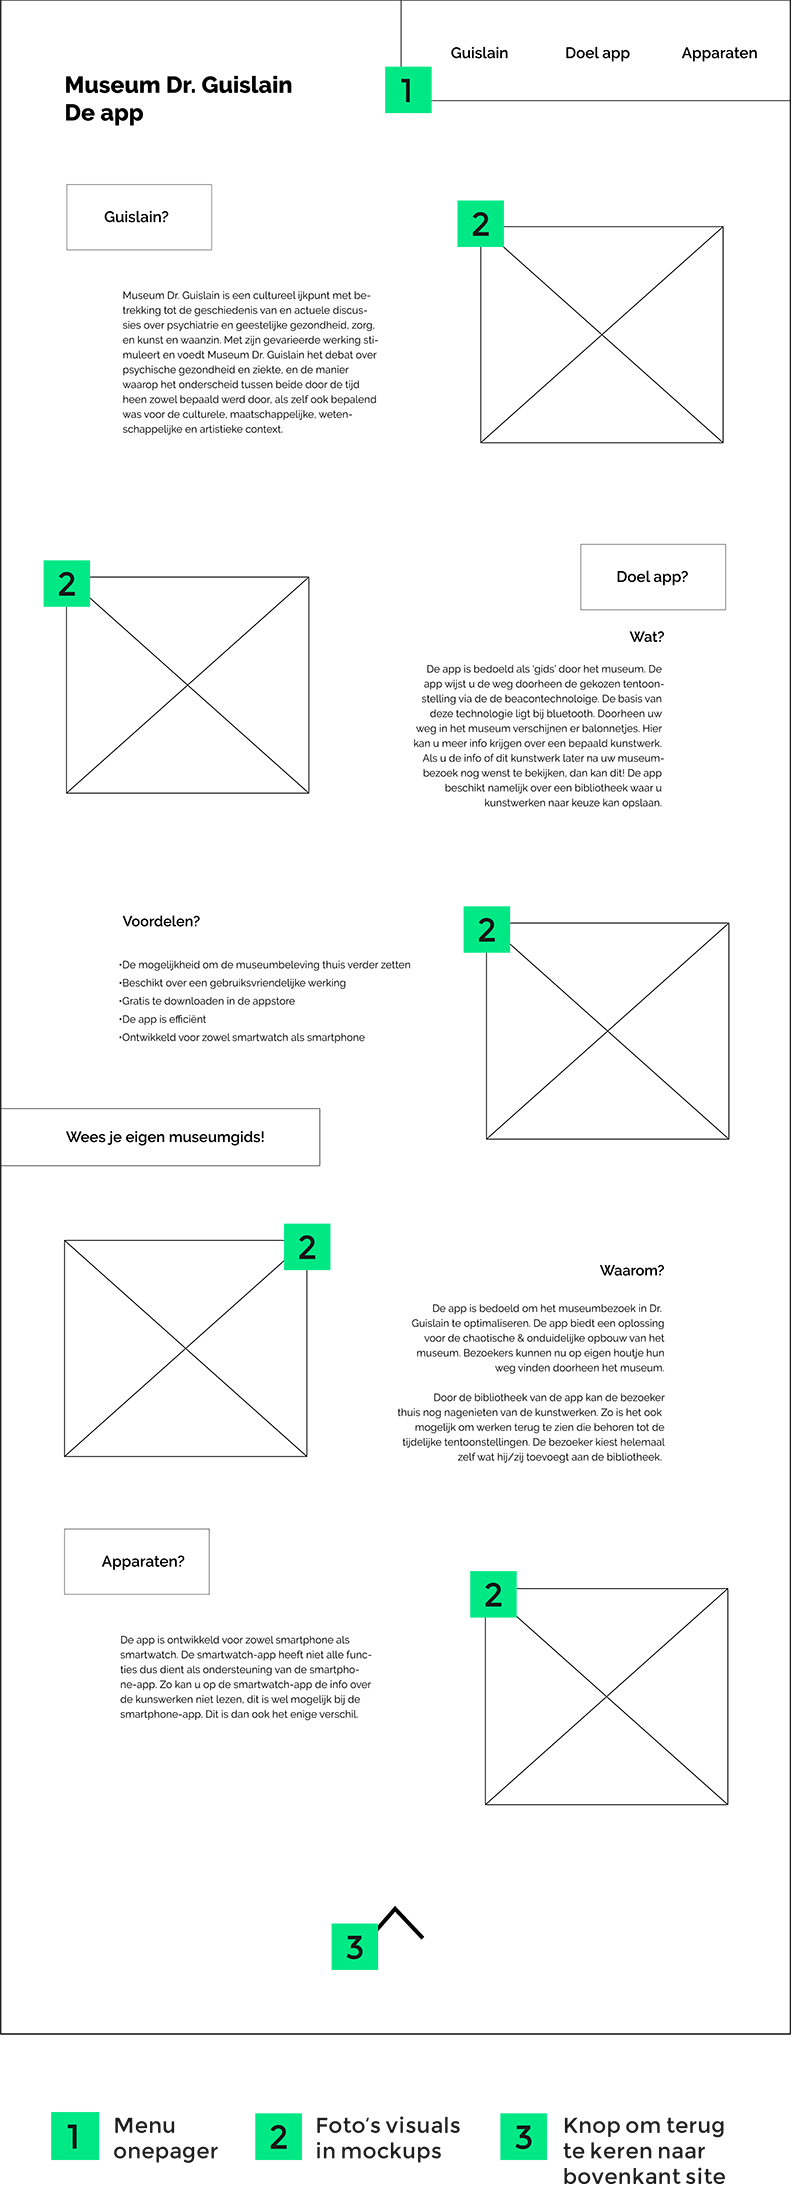 Guislain Doel app Apparaten
1
Museum Dr. Guislain
De app
Guislain?
2
Museum Dr. Guislain is een cultureel ijkpunt met be-
trekking tot de geschiedenis van en actuele discus-
sies over psychiatrie en geestelijke gezondheid, zorg,
en kunst en waanzin. Met zijn gevarieerde werking sti-
muleert en voedt Museum Dr. Guislain het debat over
psychische gezondheid en ziekte, en de manier
waarop het onderscheid tussen beide door de tijd
heen zowel bepaald werd door, als zelf ook bepalend
was voor de culturele, maatschappelijke, weten-
schappelijke en artistieke context.
2
Doel app?
Wat?
De app is bedoeld als 'gids' door het museum. De
app wijst u de weg doorheen de gekozen tentoon-
stelling via de de beacontechnoloige. De basis van
deze technologie ligt bij bluetooth. Doorheen uw
weg in het museum verschijnen er balonnetjes. Hier
kan u meer info krijgen over een bepaald kunstwerk.
Als u de info of dit kunstwerk later na uw museum-
bezoek nog wenst te bekijken, dan kan dit! De app
beschikt namelijk over een bibliotheek waar u
kunstwerken naar keuze kan opslaan.
Voordelen?
2
•De mogelijkheid om de museumbeleving thuis verder zetten
•Beschikt over een gebruiksvriendelijke werking
•Gratis te downloaden in de appstore
•De app is efficiënt
•Ontwikkeld voor zowel smartwatch als smartphone
Wees je eigen museumgids!
2
Waarom?
De app is bedoeld om het museumbezoek in Dr.
Guislain te optimaliseren. De app biedt een oplossing
voor de chaotische & onduidelijke opbouw van het
museum. Bezoekers kunnen nu op eigen houtje hun
weg vinden doorheen het museum.
Door de bibliotheek van de app kan de bezoeker
thuis nog nagenieten van de kunstwerken. Zo is het ook
mogelijk om werken terug te zien die behoren tot de
tijdelijke tentoonstellingen. De bezoeker kiest helemaal
zelf wat hij/zij toevoegt aan de bibliotheek.
Apparaten?
2
De app is ontwikkeld voor zowel smartphone als
smartwatch. De smartwatch-app heeft niet alle func-
ties dus dient als ondersteuning van de smartpho-
ne-app. Zo kan u op de smartwatch-app de info over
de kunswerken niet lezen, dit is wel mogelijk bij de
smartphone-app. Dit is dan ook het enige verschil.
3
1 Menu
onepager
2 Foto's visuals
in mockups
3 Knop om terug
te keren naar
bovenkant site